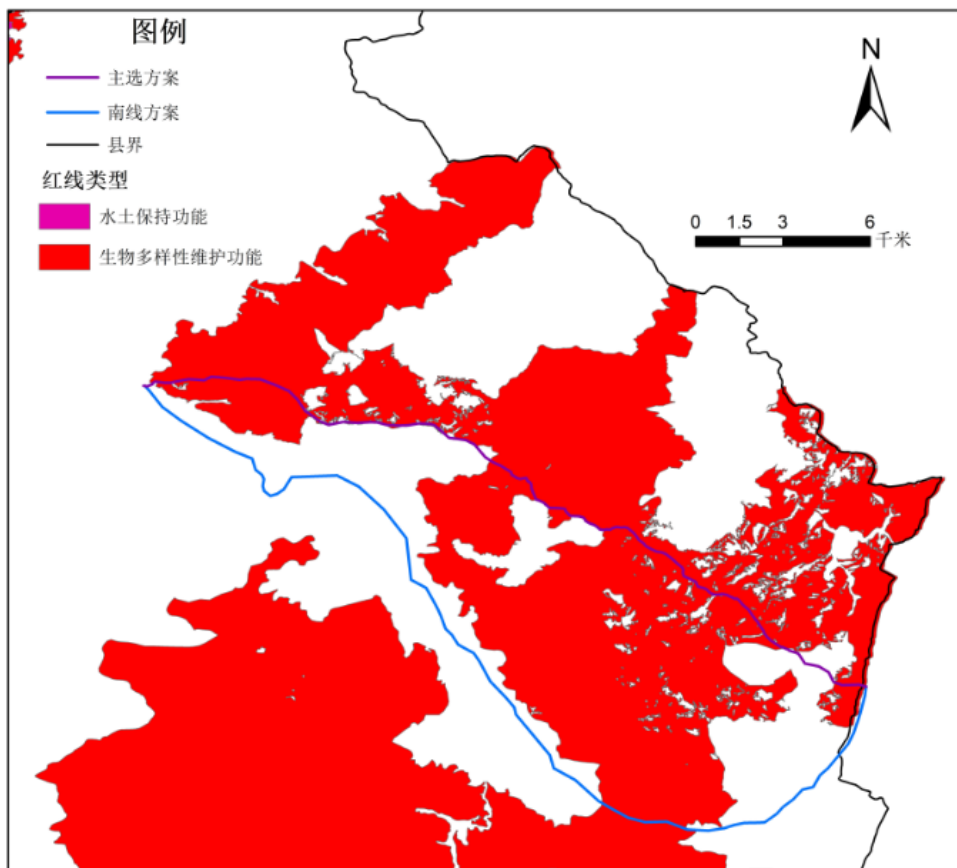 图例
主选方案
南线方案
县界
红线类型
水土保持功能
生物多样性维护功能
N
0 1.5 3 6
千米